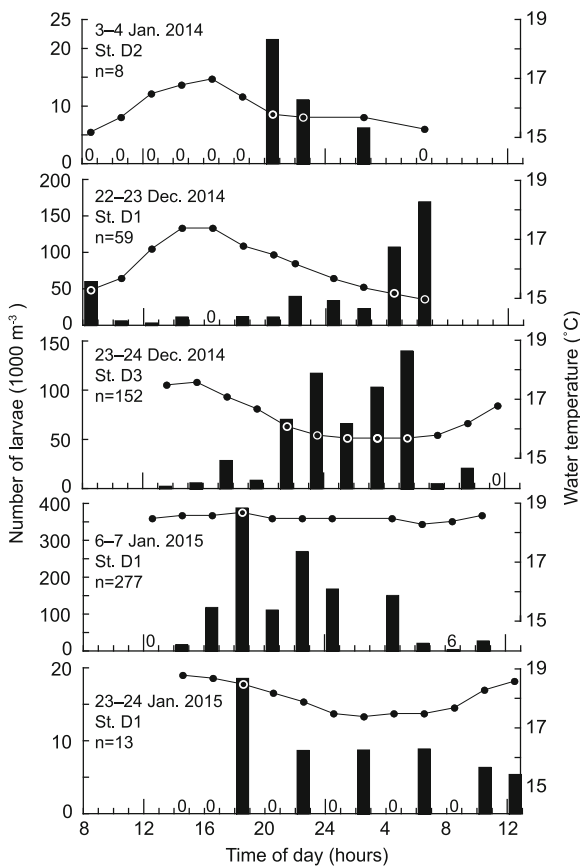 3–4 Jan. 2014
St. D2
n=8
25
20
15
10
5
0
0 0 0 0 0 0 0
19
17
15
22–23 Dec. 2014
St. D1
n=59
200
150
100
50
0
0
19
17
15
23–24 Dec. 2014
St. D3
n=152
150
100
50
0
0
19
17
15
6–7 Jan. 2015
St. D1
n=277
400
300
200
100
0
0 6
19
17
15
23–24 Jan. 2015
St. D1
n=13
20
10
0
0 0 0 0 0
19
17
15
8 12 16 20 24 4 8 12
Time of day (hours)
Number of larvae (1000 m⁻³)
Water temperature (°C)